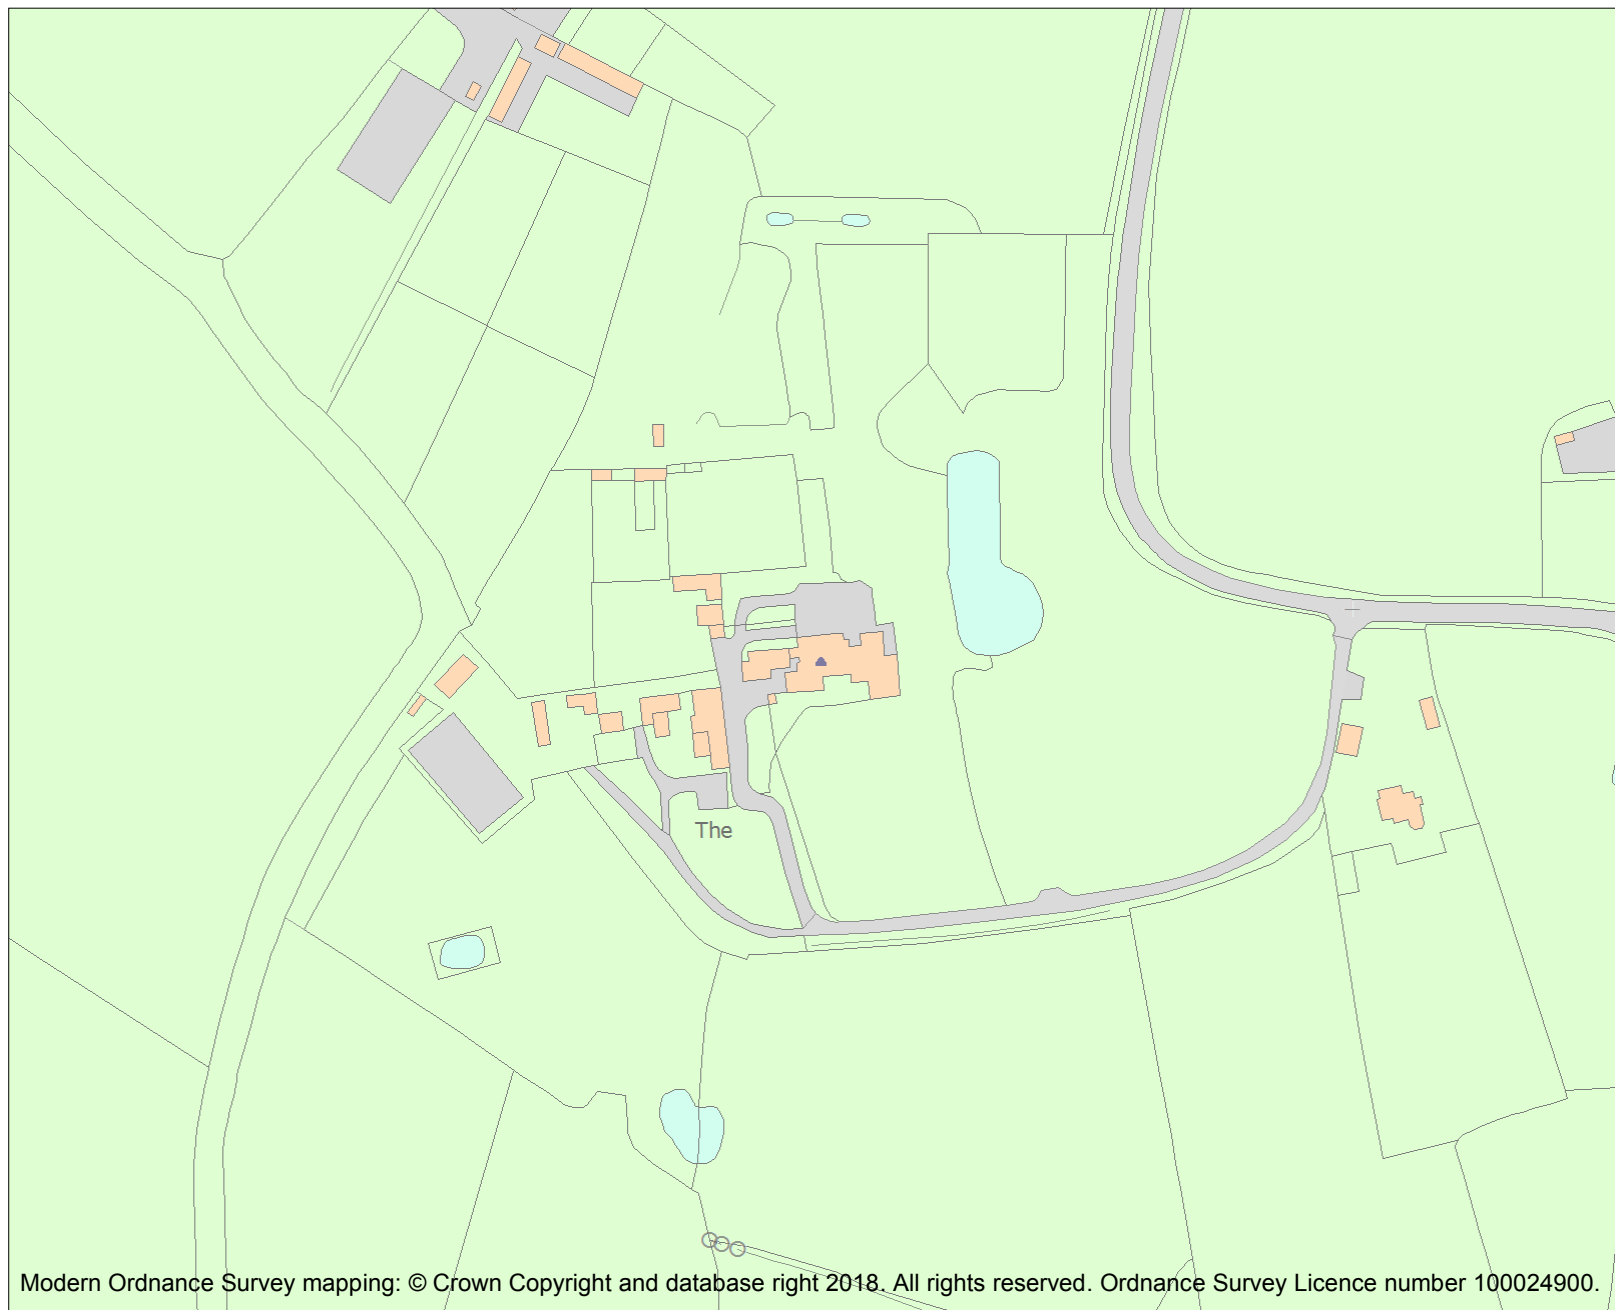 The
Modern Ordnance Survey mapping: © Crown Copyright and database right 2018. All rights reserved. Ordnance Survey Licence number 100024900.